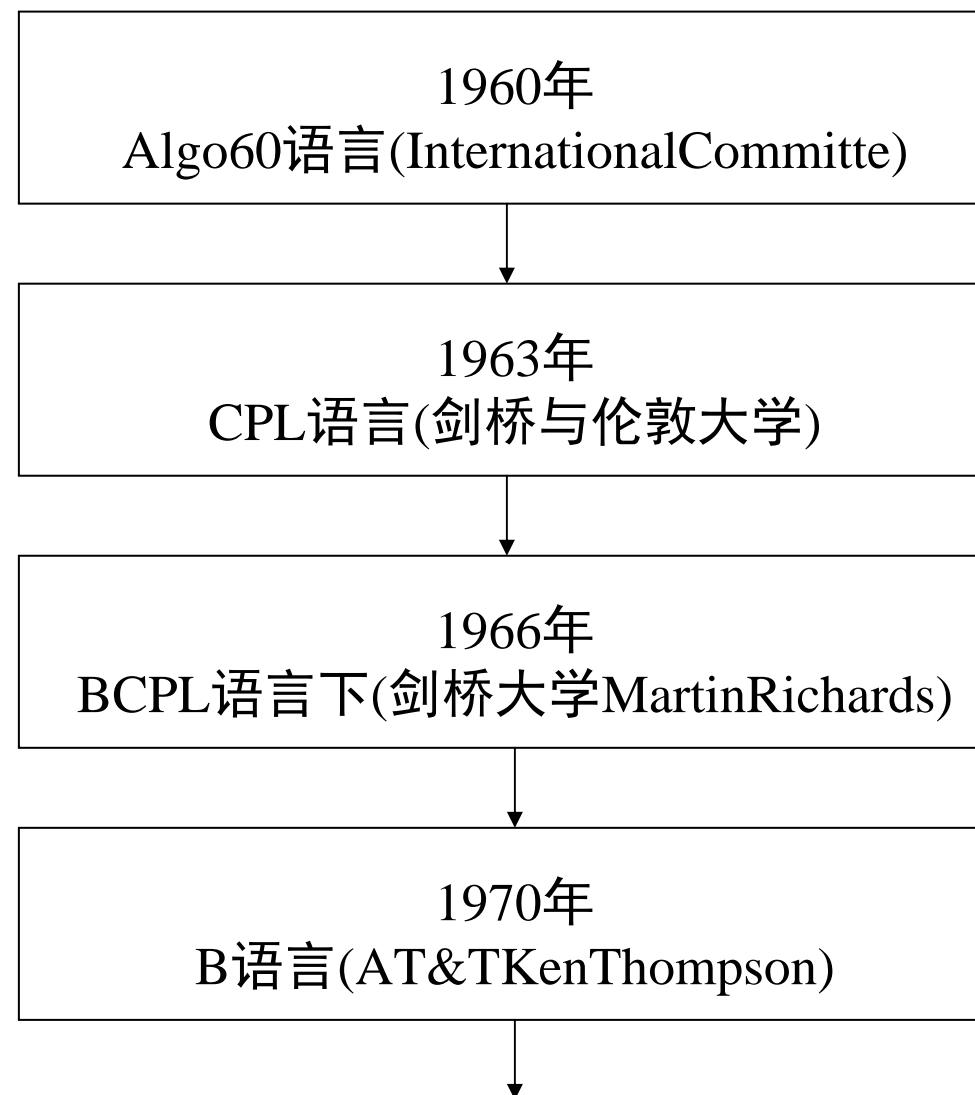 1960年
Algo60语言(InternationalCommitte)
1963年
CPL语言(剑桥与伦敦大学)
1966年
BCPL语言下(剑桥大学MartinRichards)
1970年
B语言(AT&TKenThompson)